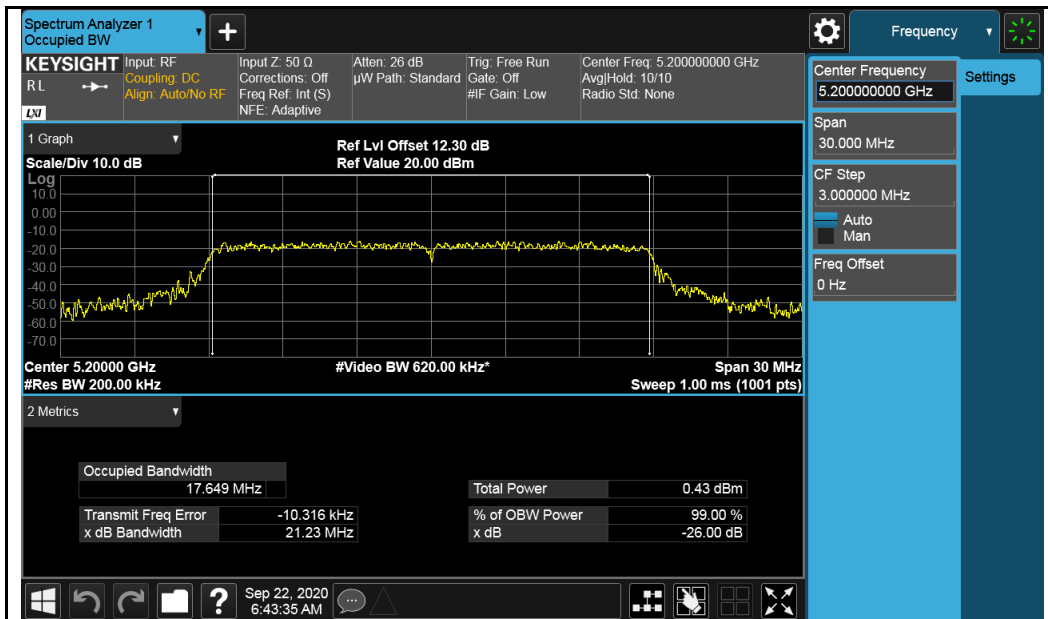 Spectrum Analyzer 1
Occupied BW
+
Frequency
KEYSIGHT
R L
LXI
Input: RF
Coupling: DC
Align: Auto/No RF
Input Z: 50 Ω
Corrections: Off
Freq Ref: Int (S)
NFE: Adaptive
Atten: 26 dB
µW Path: Standard
Trig: Free Run
Gate: Off
#IF Gain: Low
Center Freq: 5.200000000 GHz
Avg|Hold: 10/10
Radio Std: None
Center Frequency
5.200000000 GHz
Settings
Span
30.000 MHz
CF Step
3.000000 MHz
Auto
Man
Freq Offset
0 Hz
1 Graph
Scale/Div 10.0 dB
Ref Lvl Offset 12.30 dB
Ref Value 20.00 dBm
Log
10.0
0.00
-10.0
-20.0
-30.0
-40.0
-50.0
-60.0
-70.0
Center 5.20000 GHz
#Video BW 620.00 kHz*
Span 30 MHz
#Res BW 200.00 kHz
Sweep 1.00 ms (1001 pts)
2 Metrics
Occupied Bandwidth
17.649 MHz
Total Power 0.43 dBm
Transmit Freq Error -10.316 kHz
% of OBW Power 99.00 %
x dB Bandwidth 21.23 MHz
x dB -26.00 dB
?
Sep 22, 2020
6:43:35 AM